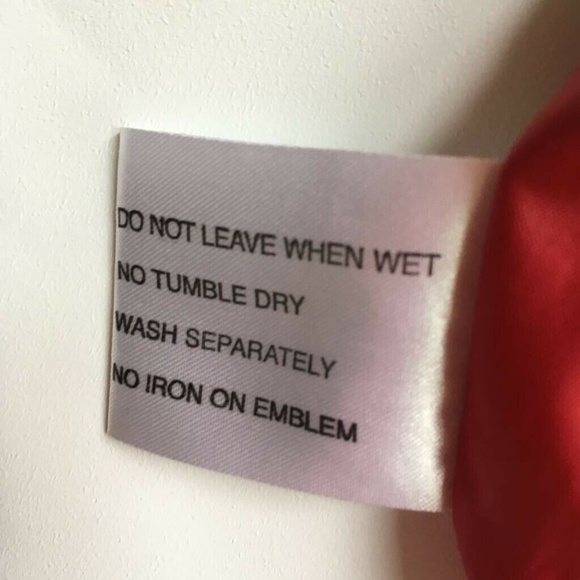 DO NOT LEAVE WHEN WET
NO TUMBLE DRY
WASH SEPARATELY
NO IRON ON EMBLEM